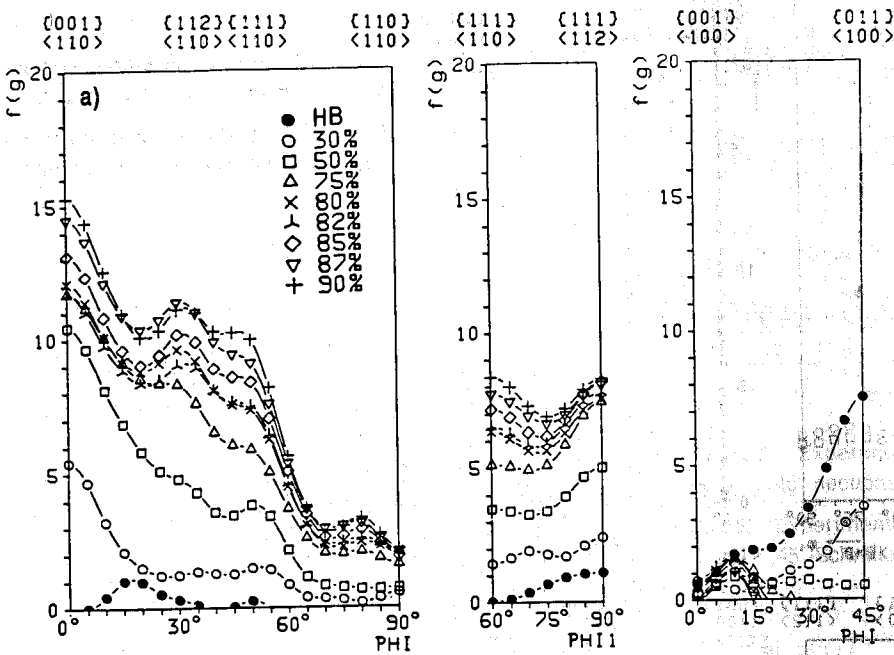 {001} {112} {111} {110} {111} {111} {001} {011}
<110> <110> <110> <110> <110> <112> <100> <100>
20 20 20
f(g) f(g) f(g)
a)
HB
30%
50%
75%
80%
82%
85%
87%
90%
15 15 15
10 10 10
5 5 5
0 0 0
0° 30° 60° 90° 60° 75° 90° 0° 15° 30° 45°
PHI PHI1 PHI